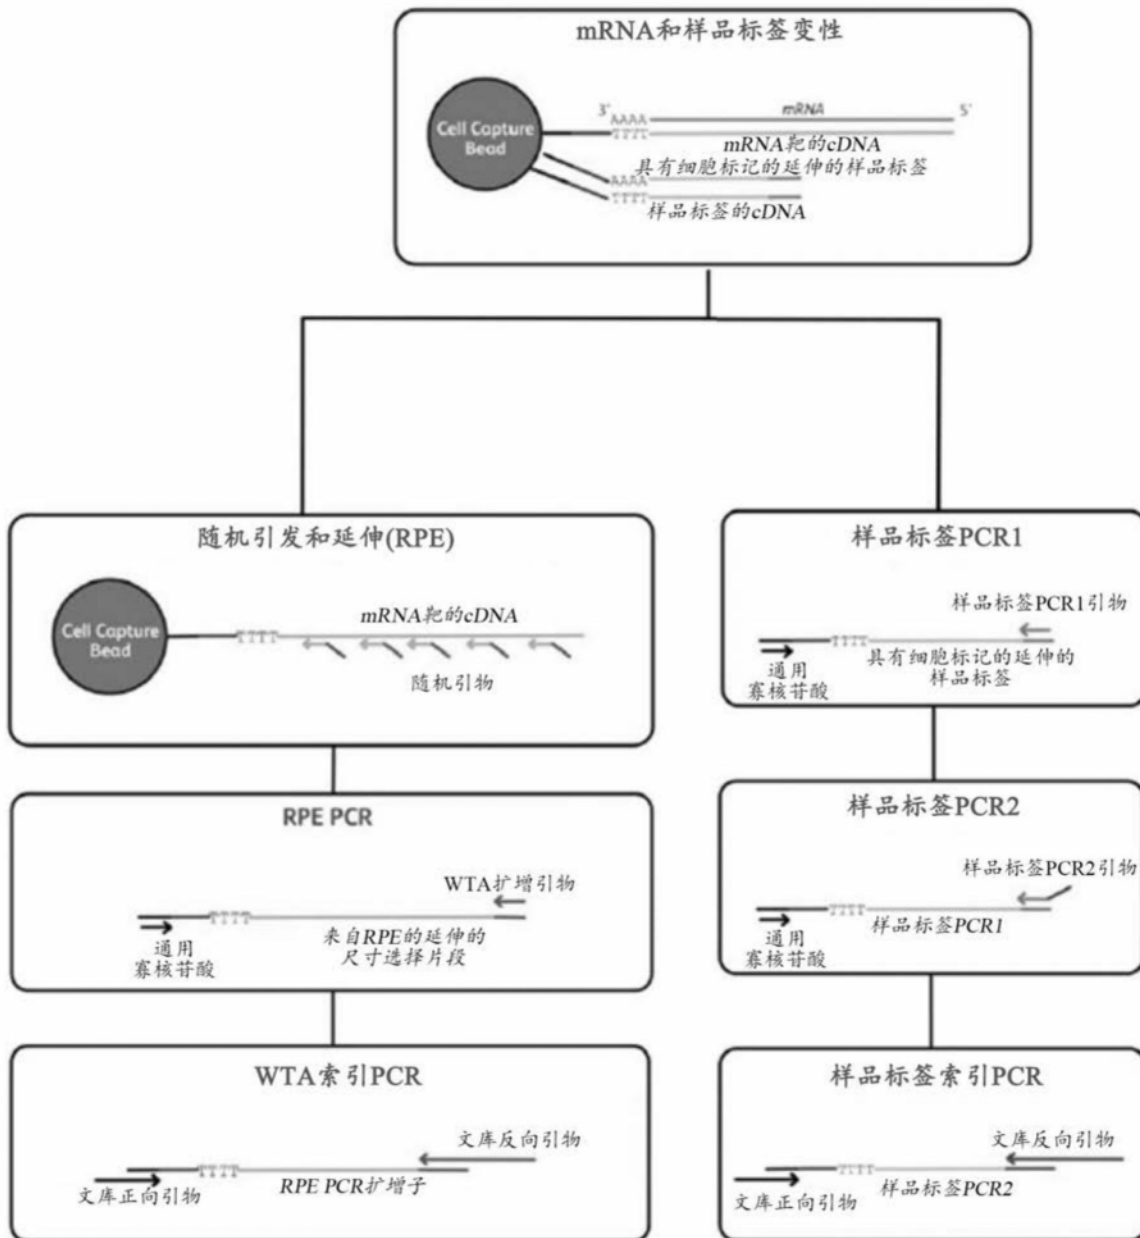 mRNA和样品标签变性
3' mRNA 5'
AAAA
Cell Capture
Bead
TTTT
mRNA靶的cDNA
具有细胞标记的延伸的样品标签
AAAA
TTTT
样品标签的cDNA
随机引发和延伸(RPE)
mRNA靶的cDNA
Cell Capture
Bead
TTTT
随机引物
RPE PCR
WTA扩增引物
TTTT
通用
寡核苷酸
来自RPE的延伸的
尺寸选择片段
WTA索引PCR
文库反向引物
TTTT
文库正向引物
RPE PCR扩增子
样品标签PCR1
样品标签PCR1引物
TTTT
通用
寡核苷酸
具有细胞标记的延伸的
样品标签
样品标签PCR2
样品标签PCR2引物
TTTT
通用
寡核苷酸
样品标签PCR1
样品标签索引PCR
文库反向引物
TTTT
文库正向引物
样品标签PCR2